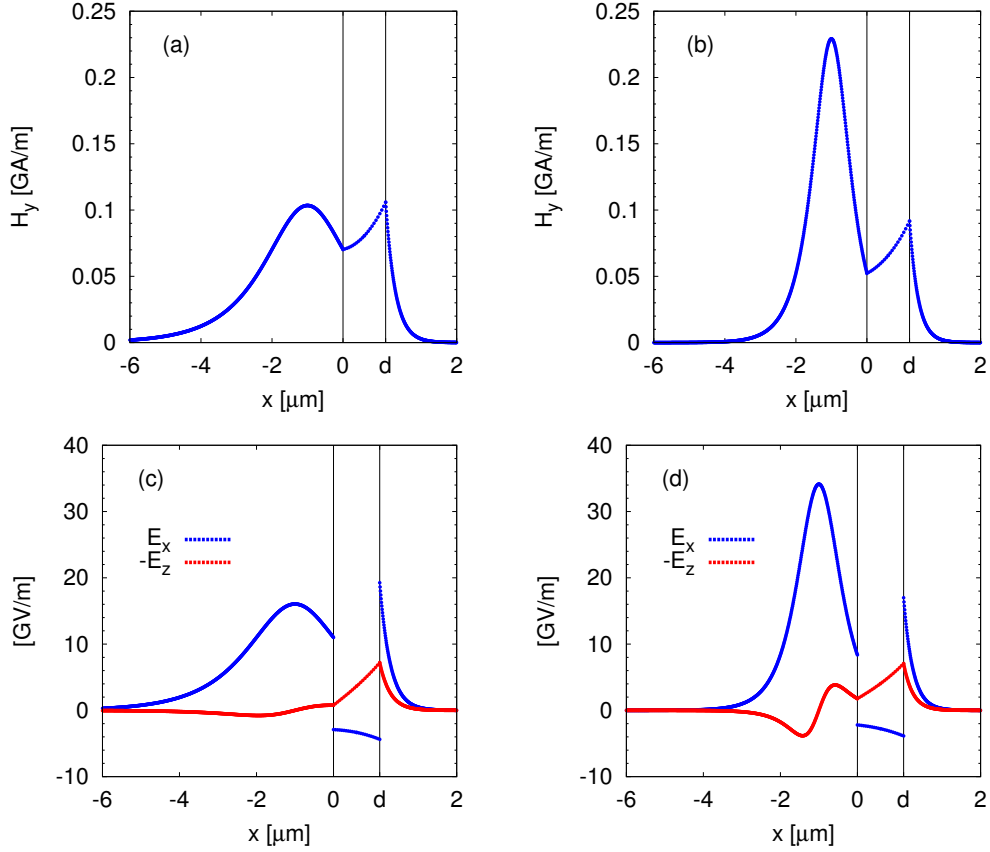 (a)
0.25
0.2
0.15
0.1
0.05
0
H_y [GA/m]
-6 -4 -2 0 d 2
x [μm]
(b)
0.25
0.2
0.15
0.1
0.05
0
H_y [GA/m]
-6 -4 -2 0 d 2
x [μm]
(c)
40
30
20
10
0
-10
[GV/m]
E_x
-E_z
-6 -4 -2 0 d 2
x [μm]
(d)
40
30
20
10
0
-10
[GV/m]
E_x
-E_z
-6 -4 -2 0 d 2
x [μm]